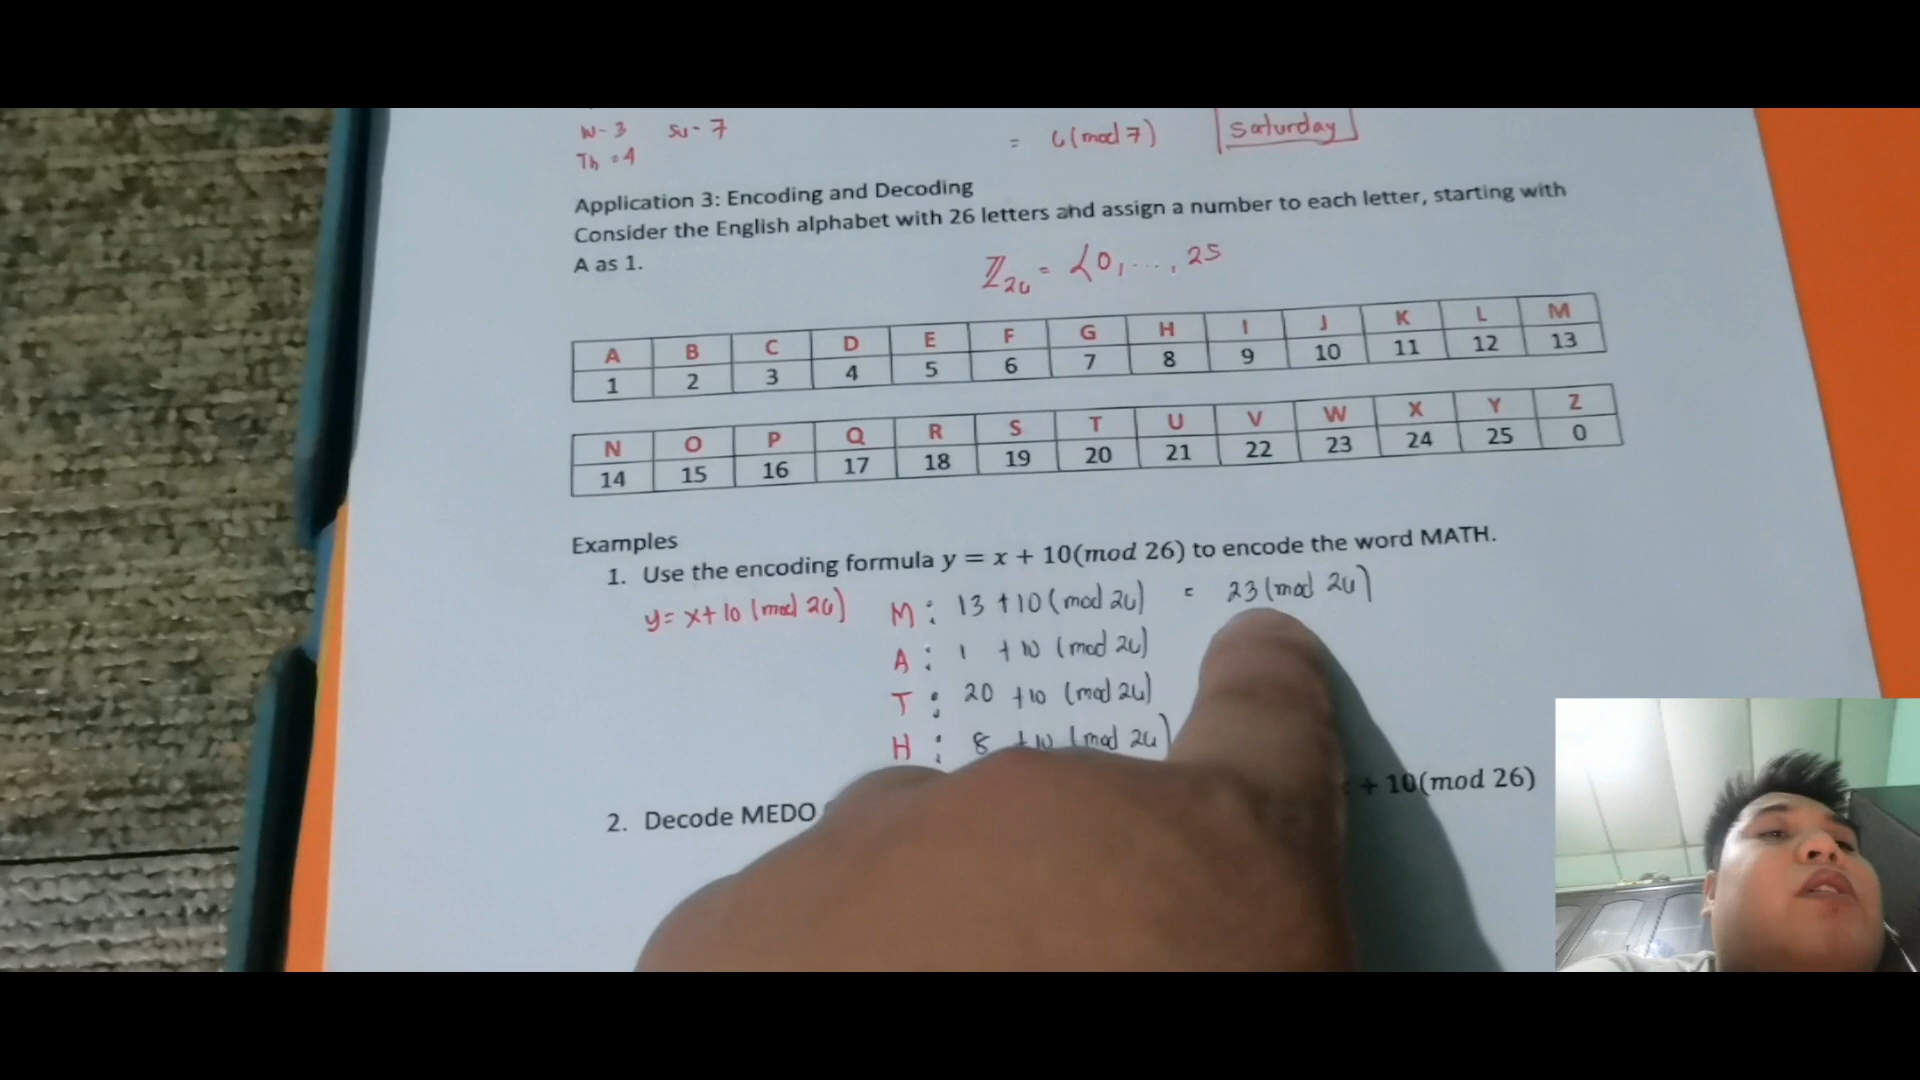 W- 3 Su - 7
Th = 4
= 6 (mod 7) Saturday
Application 3: Encoding and Decoding
Consider the English alphabet with 26 letters and assign a number to each letter, starting with
A as 1.
ℤ26 = {0, ..., 25
A B C D E F G H I J K L M
1 2 3 4 5 6 7 8 9 10 11 12 13
N O P Q R S T U V W X Y Z
14 15 16 17 18 19 20 21 22 23 24 25 0
Examples
1. Use the encoding formula y = x + 10(mod 26) to encode the word MATH.
y = x + 10 (mod 26) M : 13 + 10 (mod 26) = 23 (mod 26)
A : 1 + 10 (mod 26)
T : 20 + 10 (mod 26)
H : 8 + 10 (mod 26)
2. Decode MEDO + 10(mod 26)